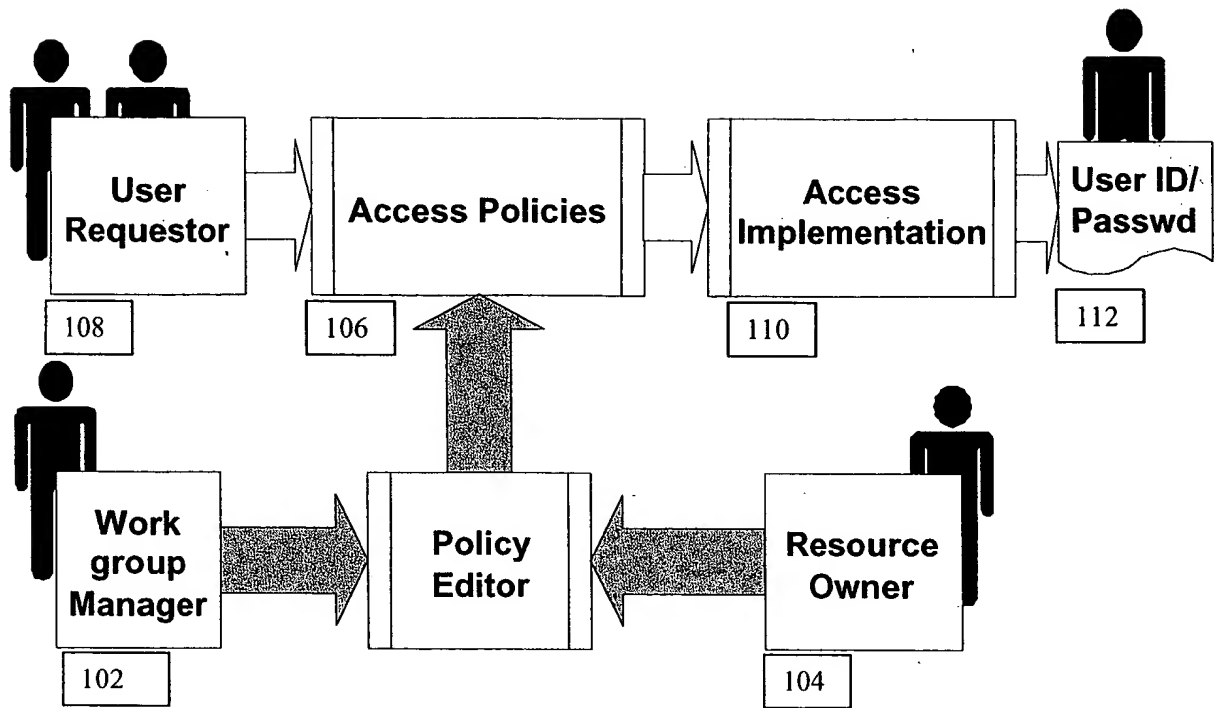 User
Requestor
Access Policies
Access
Implementation
User ID/
Passwd
108
106
110
112
Work
group
Manager
Policy
Editor
Resource
Owner
102
104